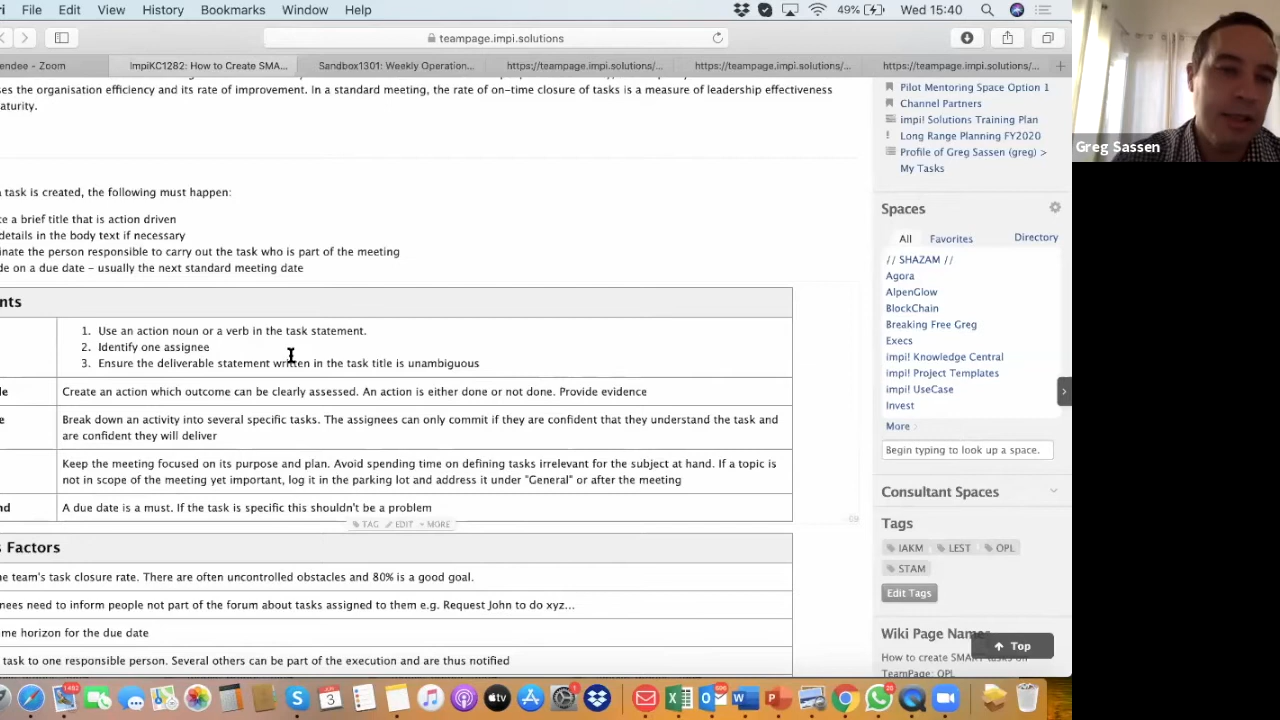 File Edit View History Bookmarks Window Help 49% Wed 15:40
teampage.impi.solutions
endee - Zoom ImpiKC1282: How to Create SMA... Sandbox1301: Weekly Operation... https://teampage.impi.solutions/... https://teampage.impi.solutions/... https://teampage.impi.solutions/...
ses the organisation efficiency and its rate of improvement. In a standard meeting, the rate of on-time closure of tasks is a measure of leadership effectiveness
aturity.
a task is created, the following must happen:
te a brief title that is action driven
details in the body text if necessary
inate the person responsible to carry out the task who is part of the meeting
de on a due date - usually the next standard meeting date
nts
1. Use an action noun or a verb in the task statement.
2. Identify one assignee
3. Ensure the deliverable statement written in the task title is unambiguous
le Create an action which outcome can be clearly assessed. An action is either done or not done. Provide evidence
e Break down an activity into several specific tasks. The assignees can only commit if they are confident that they understand the task and
are confident they will deliver
Keep the meeting focused on its purpose and plan. Avoid spending time on defining tasks irrelevant for the subject at hand. If a topic is
not in scope of the meeting yet important, log it in the parking lot and address it under "General" or after the meeting
nd A due date is a must. If the task is specific this shouldn't be a problem
TAG EDIT MORE
s Factors
ne team's task closure rate. There are often uncontrolled obstacles and 80% is a good goal.
nees need to inform people not part of the forum about tasks assigned to them e.g. Request John to do xyz...
me horizon for the due date
task to one responsible person. Several others can be part of the execution and are thus notified
Pilot Mentoring Space Option 1
Channel Partners
impi! Solutions Training Plan
Long Range Planning FY2020
Profile of Greg Sassen (greg) >
My Tasks
Spaces
All Favorites Directory
// SHAZAM //
Agora
AlpenGlow
BlockChain
Breaking Free Greg
Execs
impi! Knowledge Central
impi! Project Templates
impi! UseCase
Invest
More
Begin typing to look up a space.
Consultant Spaces
Tags
IAKM LEST OPL
STAM
Edit Tags
Wiki Page Name
Top
How to create SMART tasks on
TeamPage: OPL
Greg Sassen